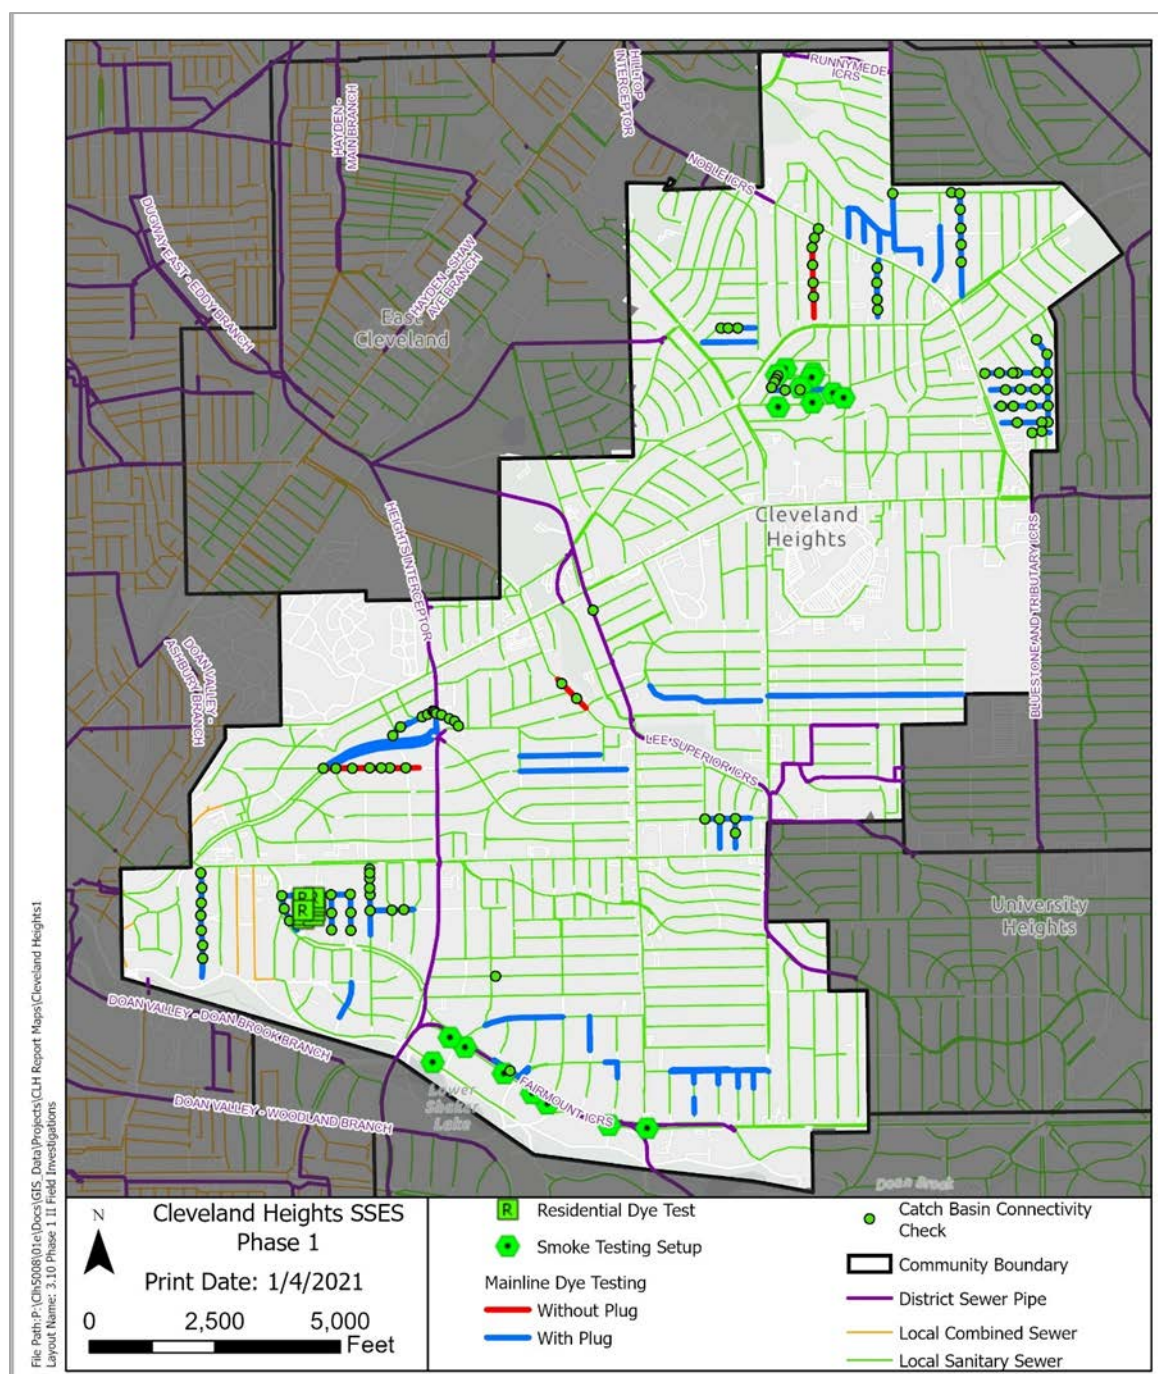 RUNNYMEDE
ICRS
HILLTOP
INTERCEPTOR
HAYDEN -
MAIN BRANCH
NOBLE ICRS
DUGWAY EAST - EDDY BRANCH
HAYDEN - SHAW
AVE BRANCH
East
Cleveland
Cleveland
Heights
HEIGHTS INTERCEPTOR
BLUESTONE AND TRIBUTARY ICRS
DOAN VALLEY -
ASHBURY BRANCH
LEE SUPERIOR ICRS
R
R
University
Heights
DOAN VALLEY - DOAN BROOK BRANCH
FAIRMOUNT ICRS
Lower
Shaker
Lake
DOAN VALLEY - WOODLAND BRANCH
Doan Brook
File Path:P:\Clh5008\01e\Docs\GIS_Data\Projects\CLH Report Maps\Cleveland Heights1
Layout Name: 3.10 Phase 1 II Field Investigations
N
Cleveland Heights SSES
Phase 1
Print Date: 1/4/2021
0 2,500 5,000
Feet
R Residential Dye Test
Smoke Testing Setup
Mainline Dye Testing
Without Plug
With Plug
Catch Basin Connectivity
Check
Community Boundary
District Sewer Pipe
Local Combined Sewer
Local Sanitary Sewer